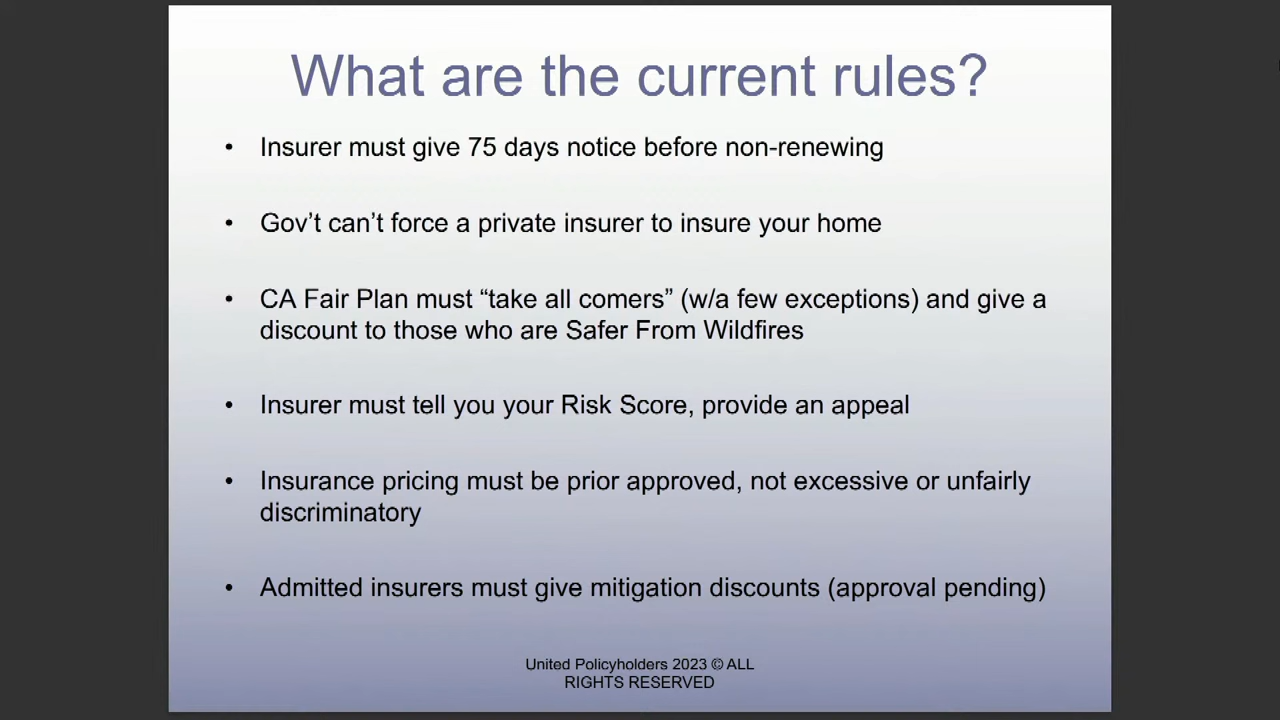 What are the current rules?
• Insurer must give 75 days notice before non-renewing
• Gov’t can’t force a private insurer to insure your home
• CA Fair Plan must “take all comers” (w/a few exceptions) and give a
discount to those who are Safer From Wildfires
• Insurer must tell you your Risk Score, provide an appeal
• Insurance pricing must be prior approved, not excessive or unfairly
discriminatory
• Admitted insurers must give mitigation discounts (approval pending)
United Policyholders 2023 © ALL
RIGHTS RESERVED